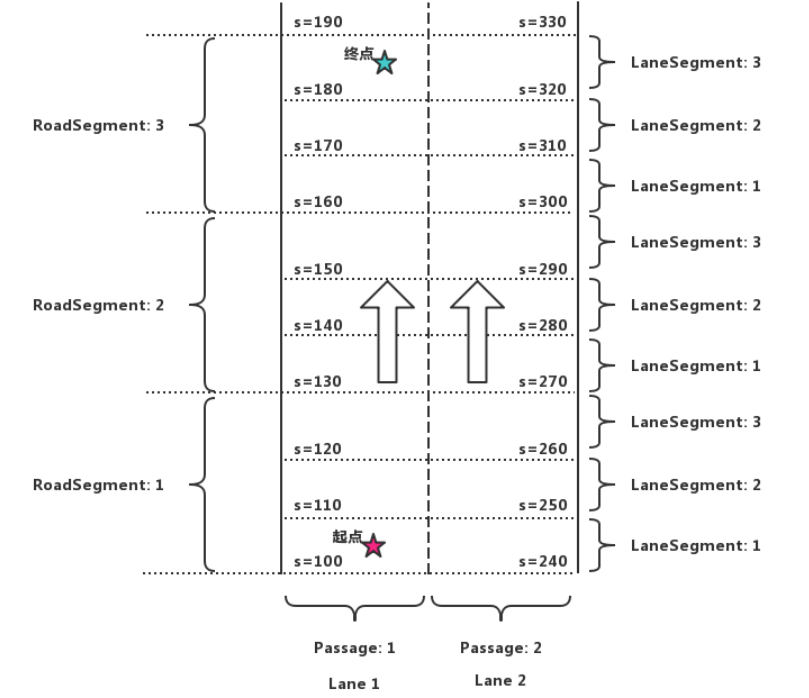 s=190 s=330
终点
LaneSegment: 3
s=180 s=320
RoadSegment: 3
LaneSegment: 2
s=170 s=310
LaneSegment: 1
s=160 s=300
LaneSegment: 3
s=150 s=290
RoadSegment: 2
LaneSegment: 2
s=140 s=280
LaneSegment: 1
s=130 s=270
LaneSegment: 3
s=120 s=260
RoadSegment: 1
LaneSegment: 2
s=110 s=250
起点
LaneSegment: 1
s=100 s=240
Passage: 1 Passage: 2
Lane 1 Lane 2